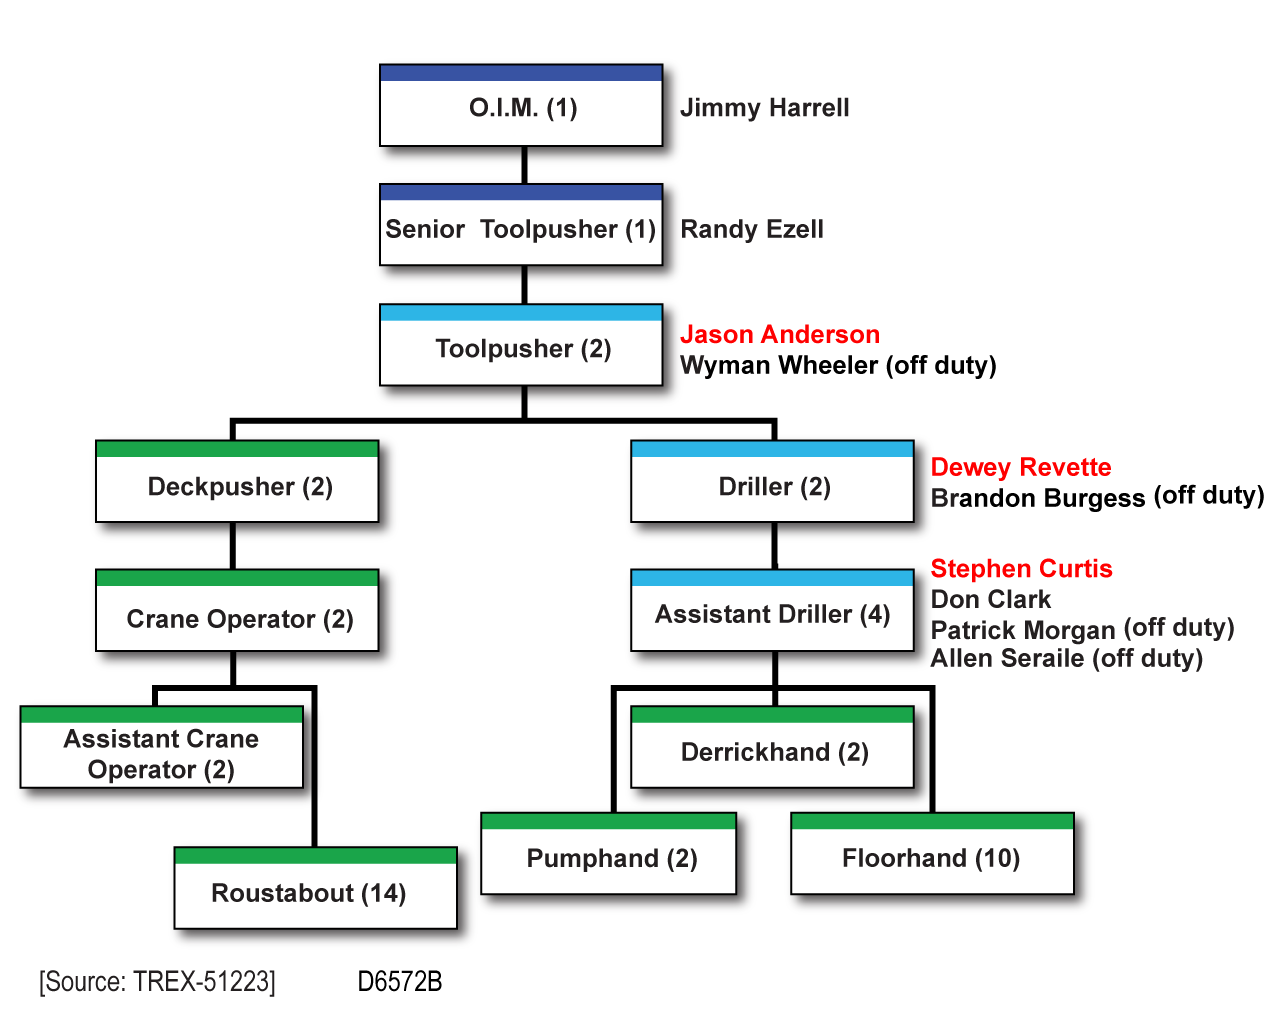 O.I.M. (1)
Jimmy Harrell
Senior Toolpusher (1)
Randy Ezell
Toolpusher (2)
Jason Anderson
Wyman Wheeler (off duty)
Deckpusher (2)
Driller (2)
Dewey Revette
Brandon Burgess (off duty)
Crane Operator (2)
Assistant Driller (4)
Stephen Curtis
Don Clark
Patrick Morgan (off duty)
Allen Seraile (off duty)
Assistant Crane
Operator (2)
Derrickhand (2)
Roustabout (14)
Pumphand (2)
Floorhand (10)
[Source: TREX-51223]
D6572B